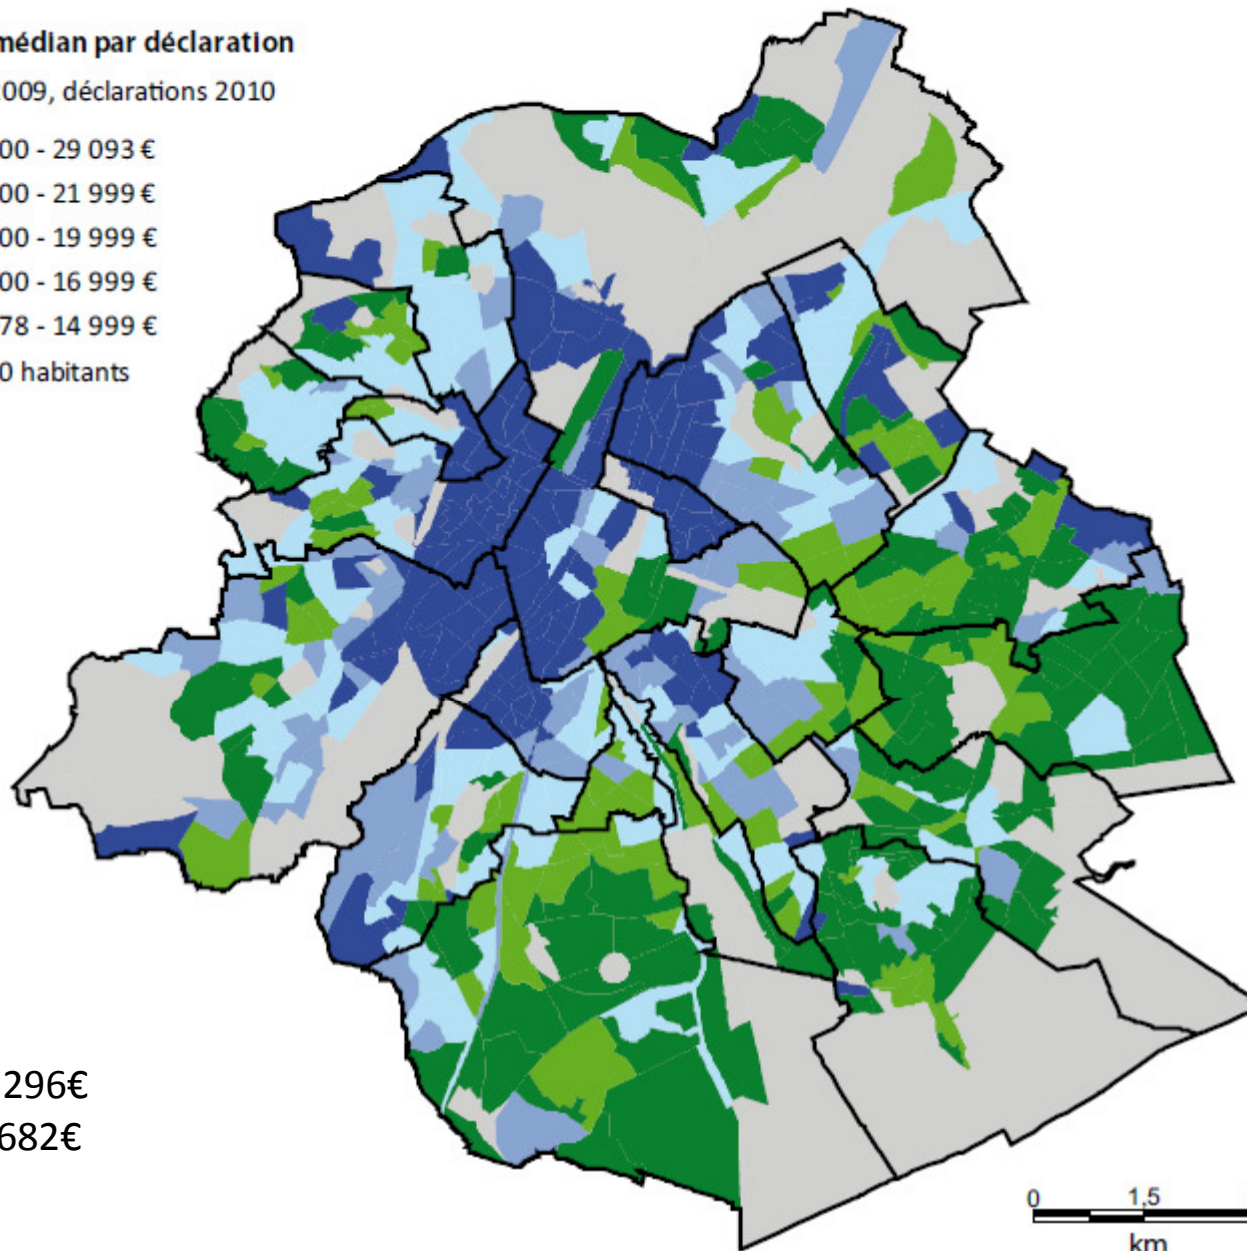 médian par déclaration
2009, déclarations 2010
00 - 29 093 €
00 - 21 999 €
00 - 19 999 €
00 - 16 999 €
78 - 14 999 €
0 habitants
296€
682€
0 1,5
km